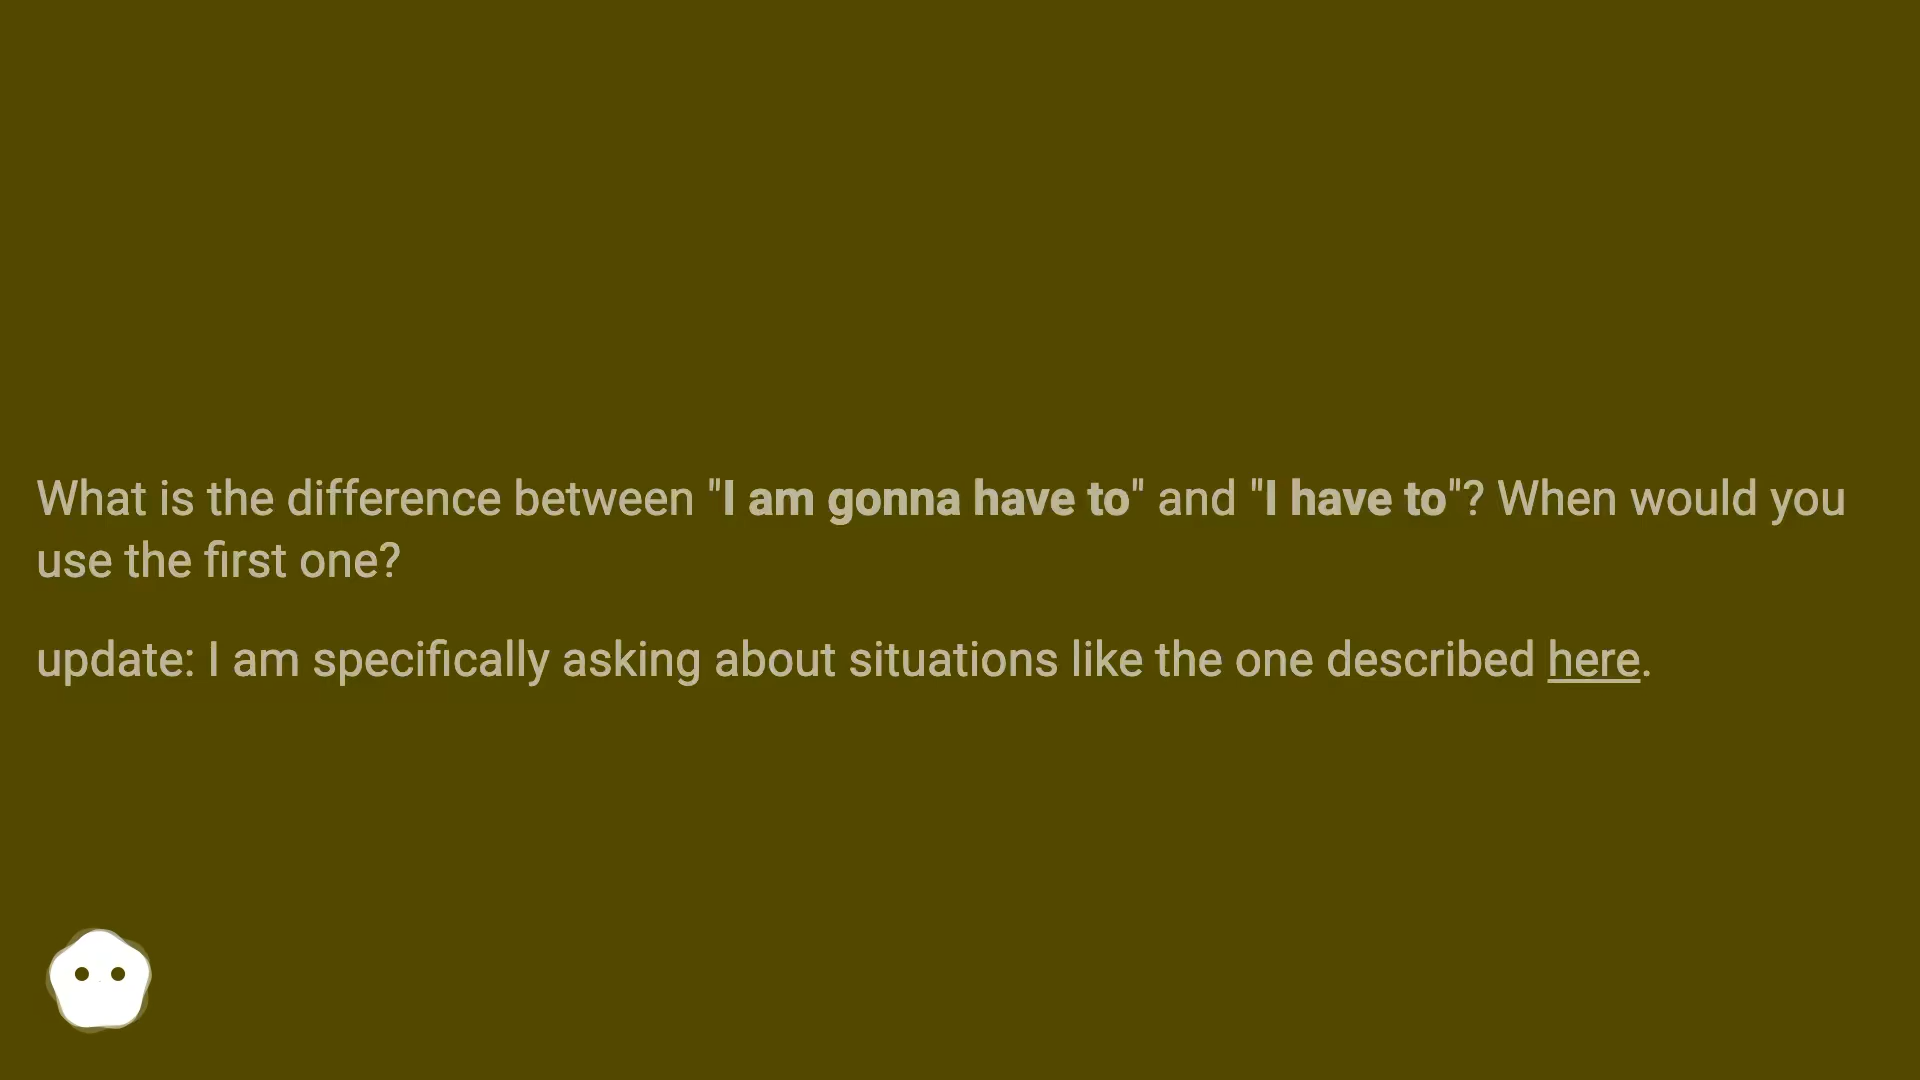 What is the difference between "I am gonna have to" and "I have to"? When would you
use the first one?
update: I am specifically asking about situations like the one described here.